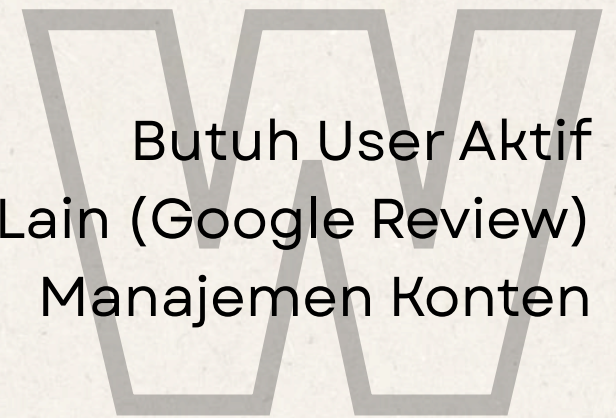 W
Butuh User Aktif
Lain (Google Review)
Manajemen Konten